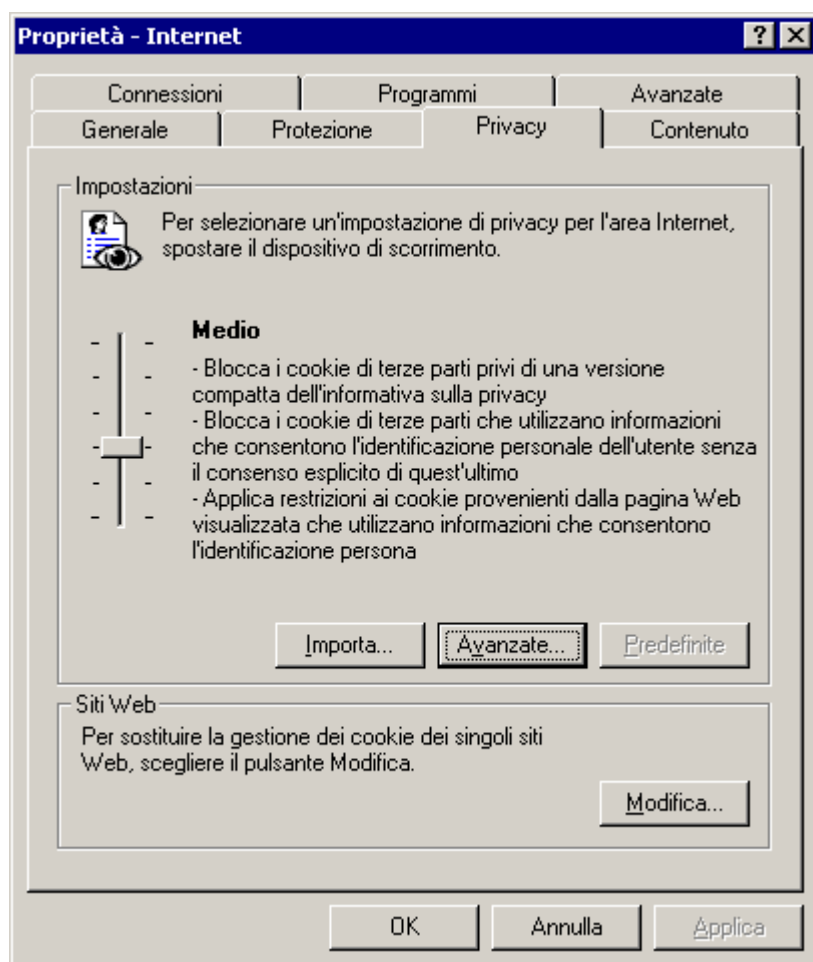 Proprietà - Internet
Connessioni
Programmi
Avanzate
Generale
Protezione
Privacy
Contenuto
Impostazioni
Per selezionare un'impostazione di privacy per l'area Internet,
spostare il dispositivo di scorrimento.
Medio
- Blocca i cookie di terze parti privi di una versione
compatta dell'informativa sulla privacy
- Blocca i cookie di terze parti che utilizzano informazioni
che consentono l'identificazione personale dell'utente senza
il consenso esplicito di quest'ultimo
- Applica restrizioni ai cookie provenienti dalla pagina Web
visualizzata che utilizzano informazioni che consentono
l'identificazione persona
Importa...
Avanzate...
Predefinite
Siti Web
Per sostituire la gestione dei cookie dei singoli siti
Web, scegliere il pulsante Modifica.
Modifica...
OK
Annulla
Applica